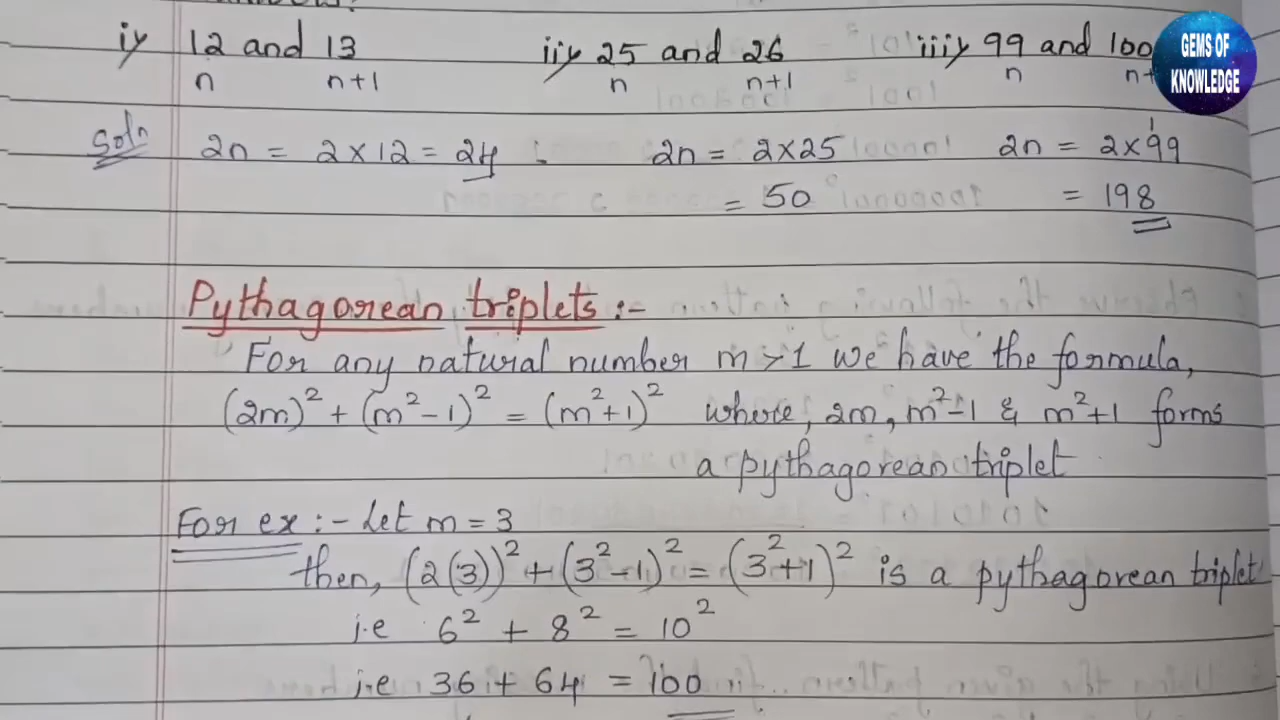 i) 12 and 13 ii) 25 and 26 iii) 99 and 100
n n+1 n n+1 n n+
GEMS OF
KNOWLEDGE
Soln 2n = 2×12 = 24 . 2n = 2×25 2n = 2×99
= 50 = 198
Pythagorean triplets :-
For any natural number m > 1 we have the formula,
(2m)² + (m²-1)² = (m²+1)² where, 2m, m²-1 & m²+1 forms
a pythagorean triplet
For ex :- Let m = 3
then, (2(3))² + (3²-1)² = (3²+1)² is a pythagorean triplet
i.e 6² + 8² = 10²
i.e 36 + 64 = 100